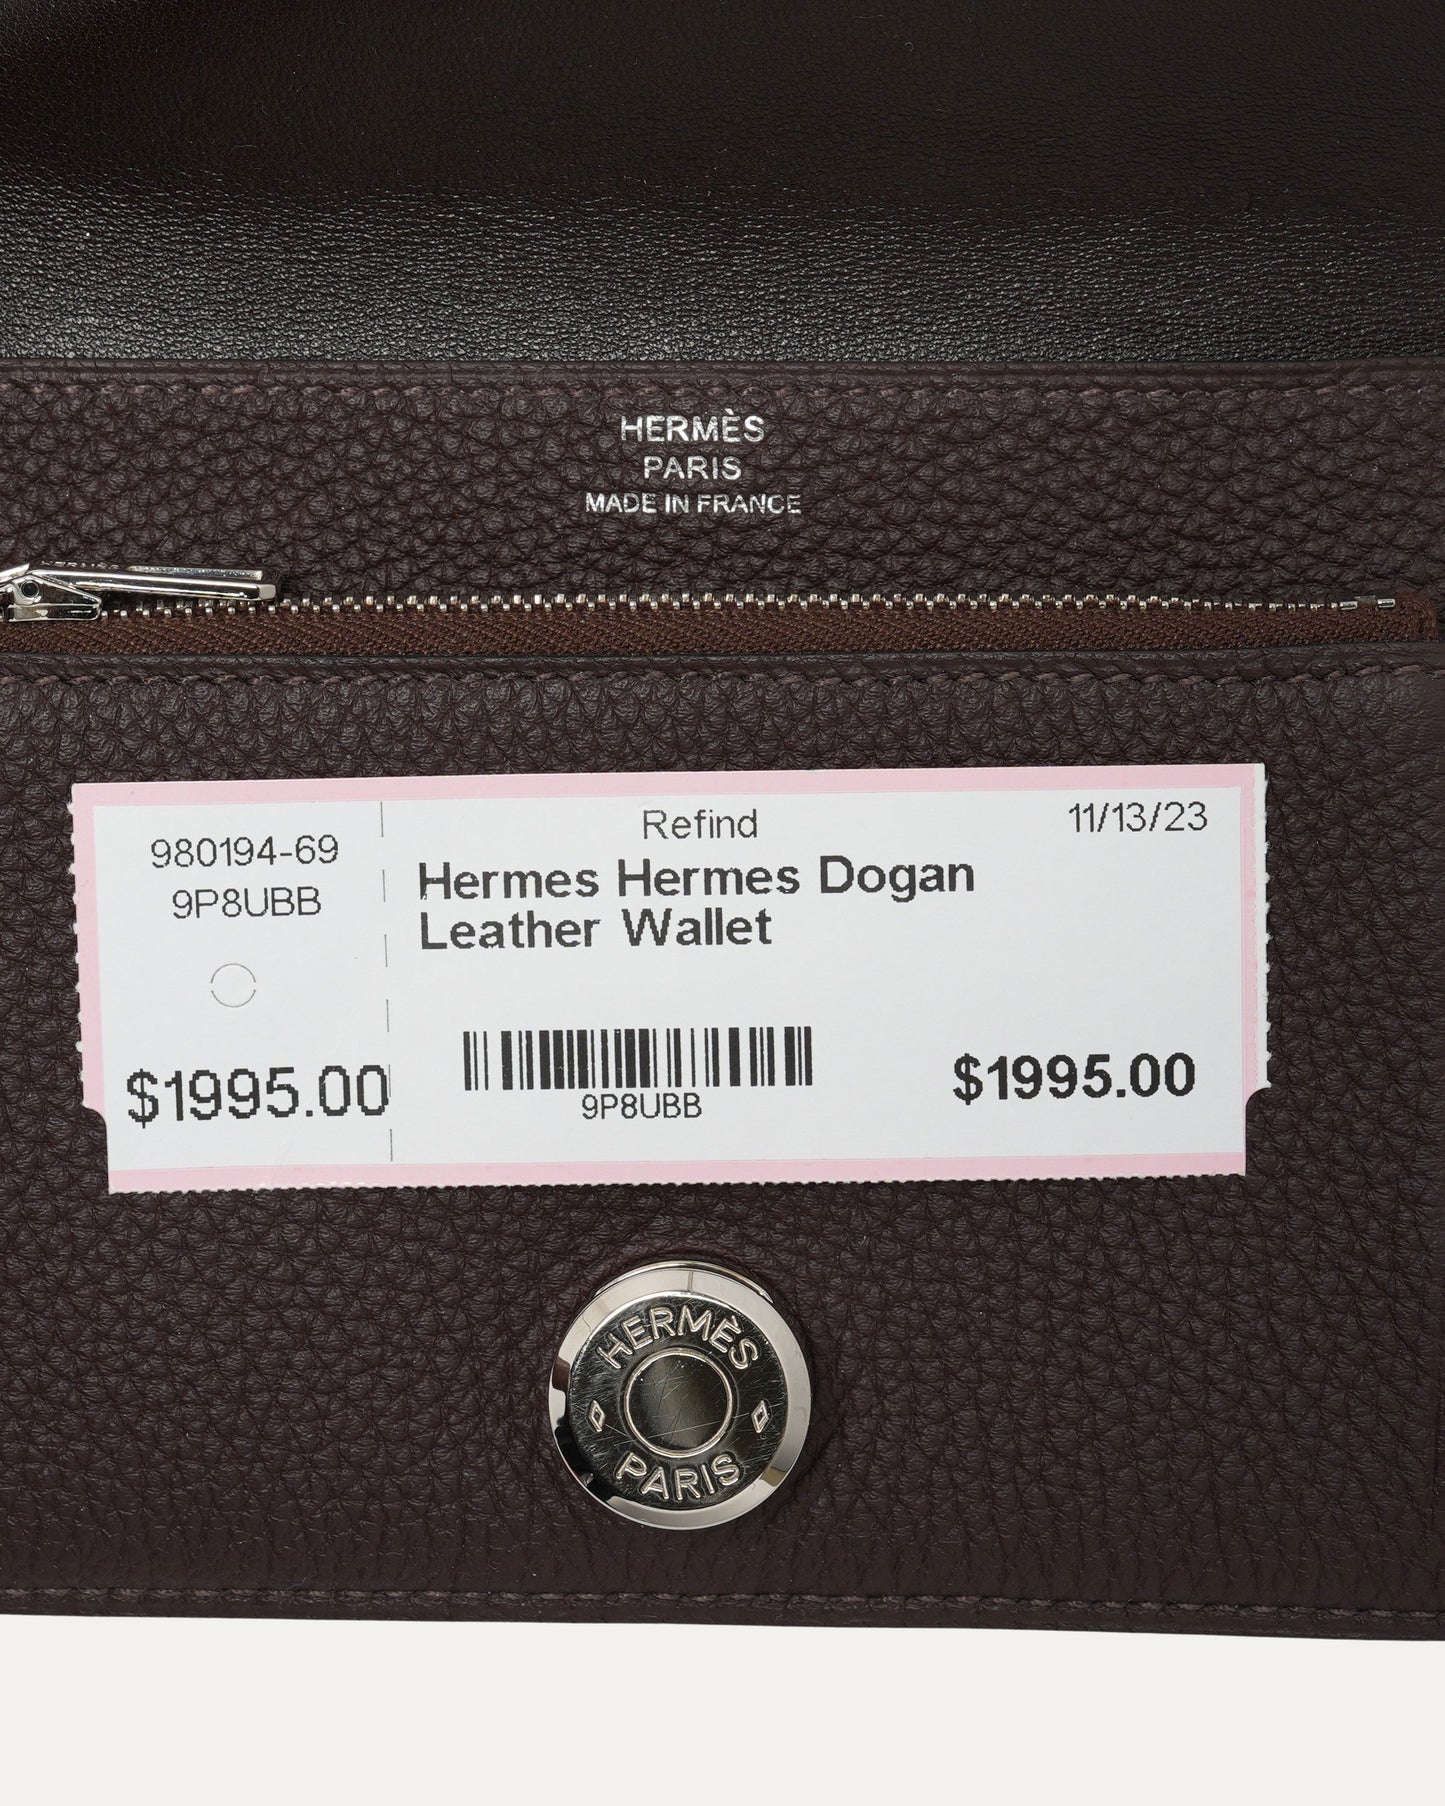 HERMÈS
PARIS
MADE IN FRANCE
980194-69
9P8UBB
$1995.00
Refind
11/13/23
Hermes Hermes Dogan
Leather Wallet
9P8UBB
$1995.00
HERMÈS
PARIS